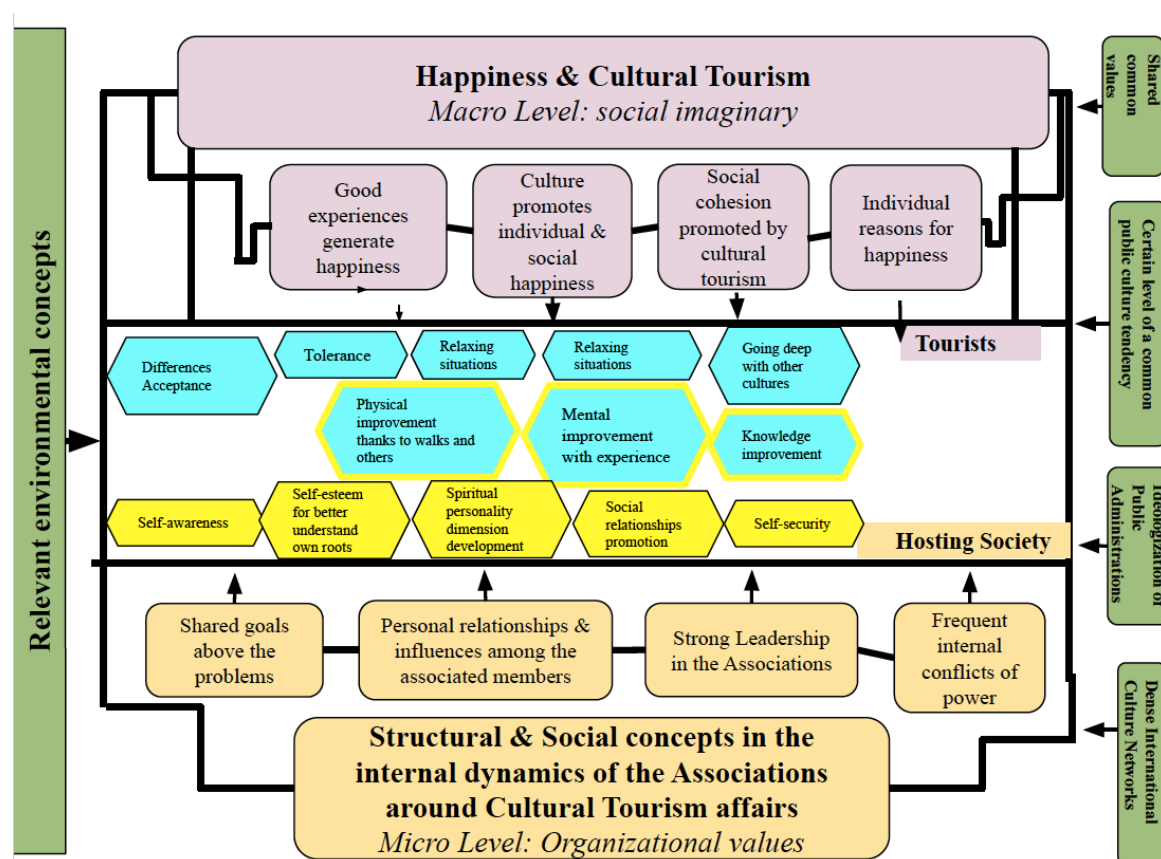 Relevant environmental concepts
Happiness & Cultural Tourism
Macro Level: social imaginary
Good
experiences
generate
happiness
Culture
promotes
individual &
social
happiness
Social
cohesion
promoted by
cultural
tourism
Individual
reasons for
happiness
Tourists
Differences
Acceptance
Tolerance
Relaxing
situations
Relaxing
situations
Going deep
with other
cultures
Physical
improvement
thanks to walks and
others
Mental
improvement
with experience
Knowledge
improvement
Self-awareness
Self-esteem
for better
understand
own roots
Spiritual
personality
dimension
development
Social
relationships
promotion
Self-security
Hosting Society
Shared goals
above the
problems
Personal relationships &
influences among the
associated members
Strong Leadership
in the Associations
Frequent
internal
conflicts of
power
Structural & Social concepts in the
internal dynamics of the Associations
around Cultural Tourism affairs
Micro Level: Organizational values
Shared
common
values
Certain level of a common
public culture tendency
Ideologization of
Public
Administrations
Dense International
Culture Networks